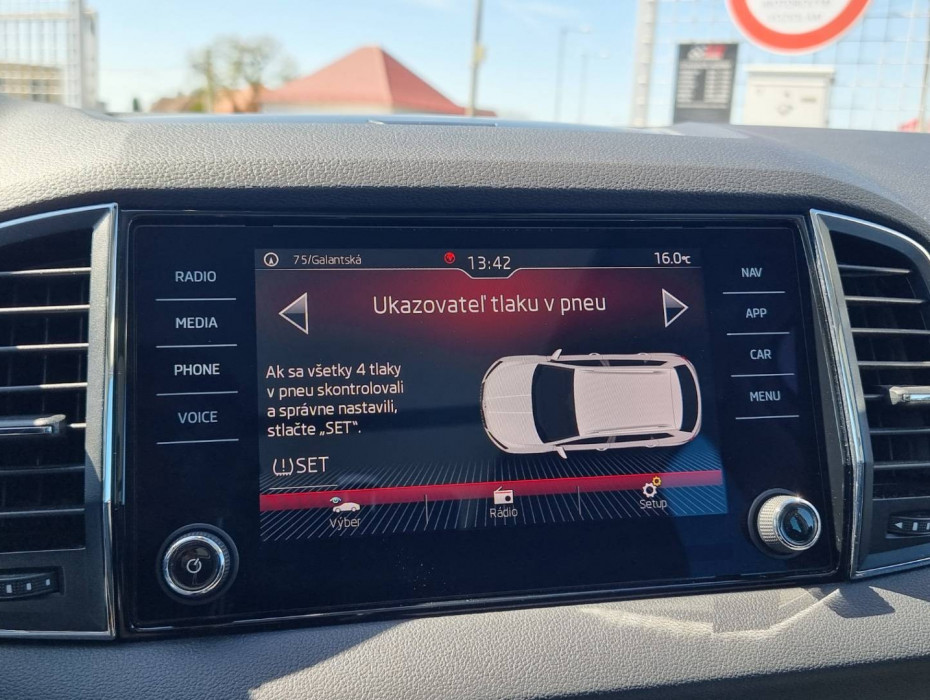 75/Galantská
13:42
16.0°C
RADIO
MEDIA
PHONE
VOICE
Ukazovateľ tlaku v pneu
Ak sa všetky 4 tlaky
v pneu skontrolovali
a správne nastavili,
stlačte „SET“.
(!) SET
Výber
Rádio
Setup
NAV
APP
CAR
MENU